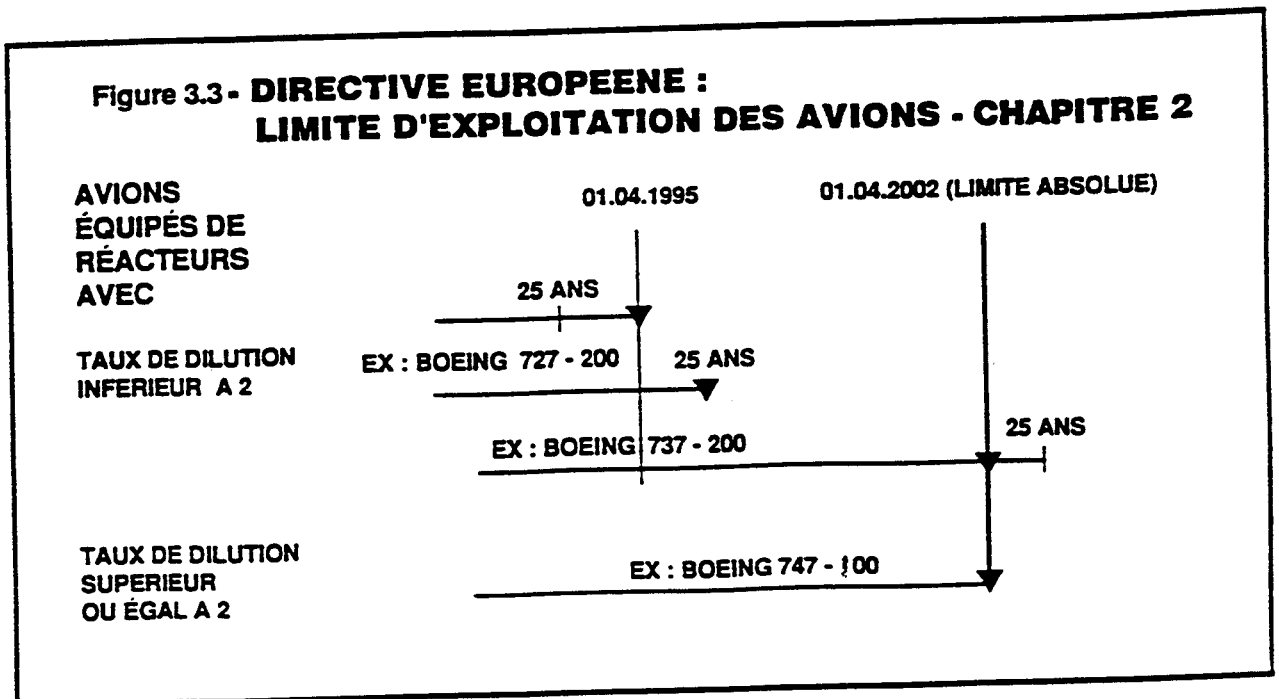 Figure 3.3 - DIRECTIVE EUROPEENE :
LIMITE D'EXPLOITATION DES AVIONS - CHAPITRE 2
AVIONS
ÉQUIPÉS DE
RÉACTEURS
AVEC
01.04.1995
01.04.2002 (LIMITE ABSOLUE)
25 ANS
TAUX DE DILUTION
INFERIEUR A 2
EX : BOEING 727 - 200
25 ANS
EX : BOEING 737 - 200
25 ANS
TAUX DE DILUTION
SUPERIEUR
OU ÉGAL A 2
EX : BOEING 747 - 100